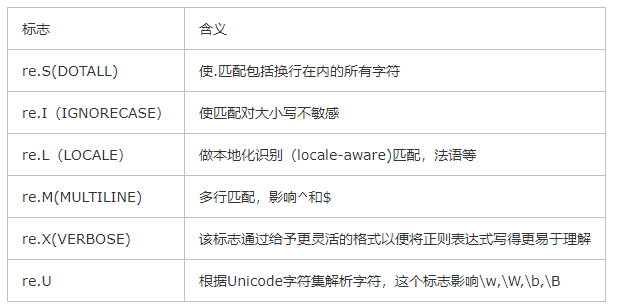 标志 含义
re.S(DOTALL) 使.匹配包括换行在内的所有字符
re.I（IGNORECASE） 使匹配对大小写不敏感
re.L（LOCALE） 做本地化识别（locale-aware)匹配，法语等
re.M(MULTILINE) 多行匹配，影响^和$
re.X(VERBOSE) 该标志通过给予更灵活的格式以便将正则表达式写得更易于理解
re.U 根据Unicode字符集解析字符，这个标志影响\w,\W,\b,\B